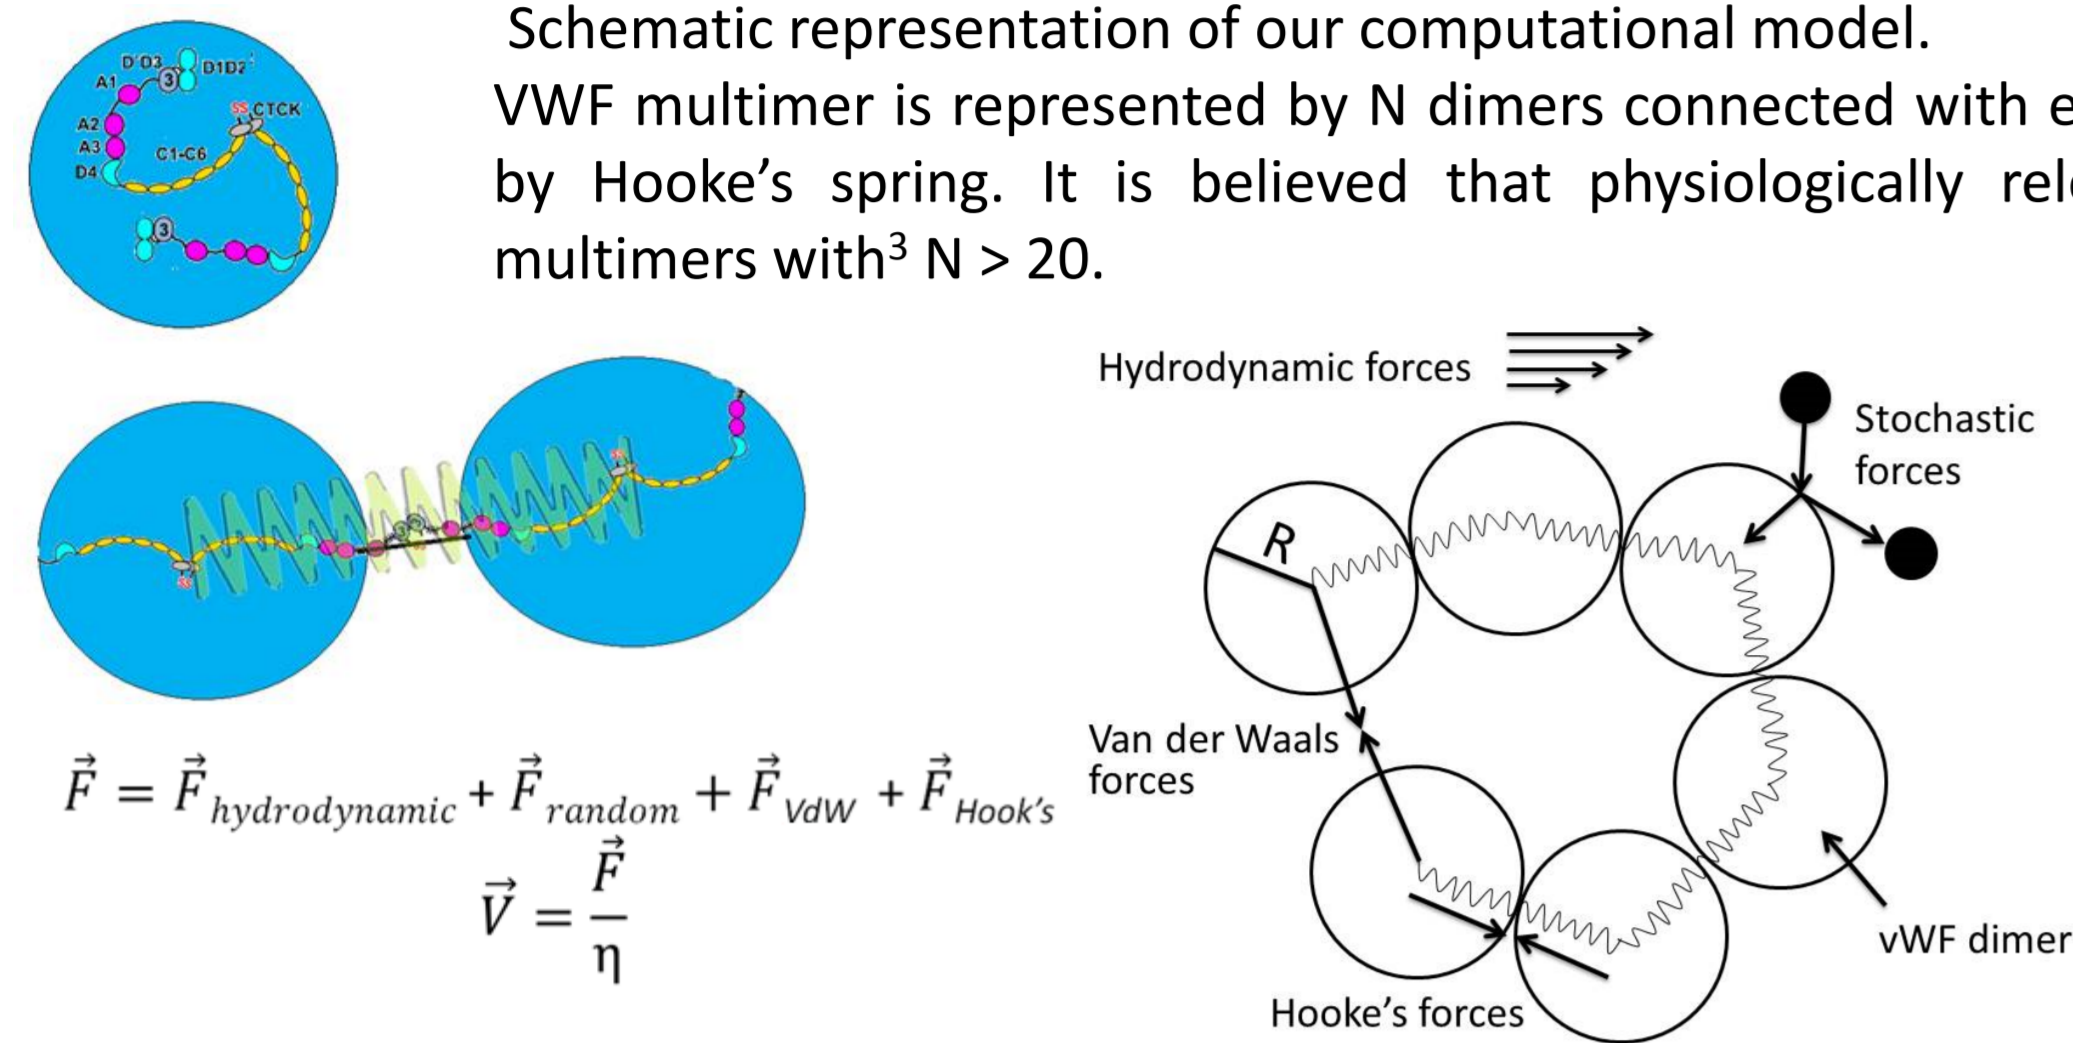 Schematic representation of our computational model.
VWF multimer is represented by N dimers connected with e
by Hooke’s spring. It is believed that physiologically rel
multimers with³ N > 20.
D'D3
D1D2
A1
3
SS CTCK
A2
A3
C1-C6
D4
3
SS
SS
Hydrodynamic forces
Stochastic
forces
R
Van der Waals
forces
vWF dimer
Hooke’s forces
F⃗ = F⃗ hydrodynamic + F⃗ random + F⃗ VdW + F⃗ Hook’s
V⃗ = F⃗ / η